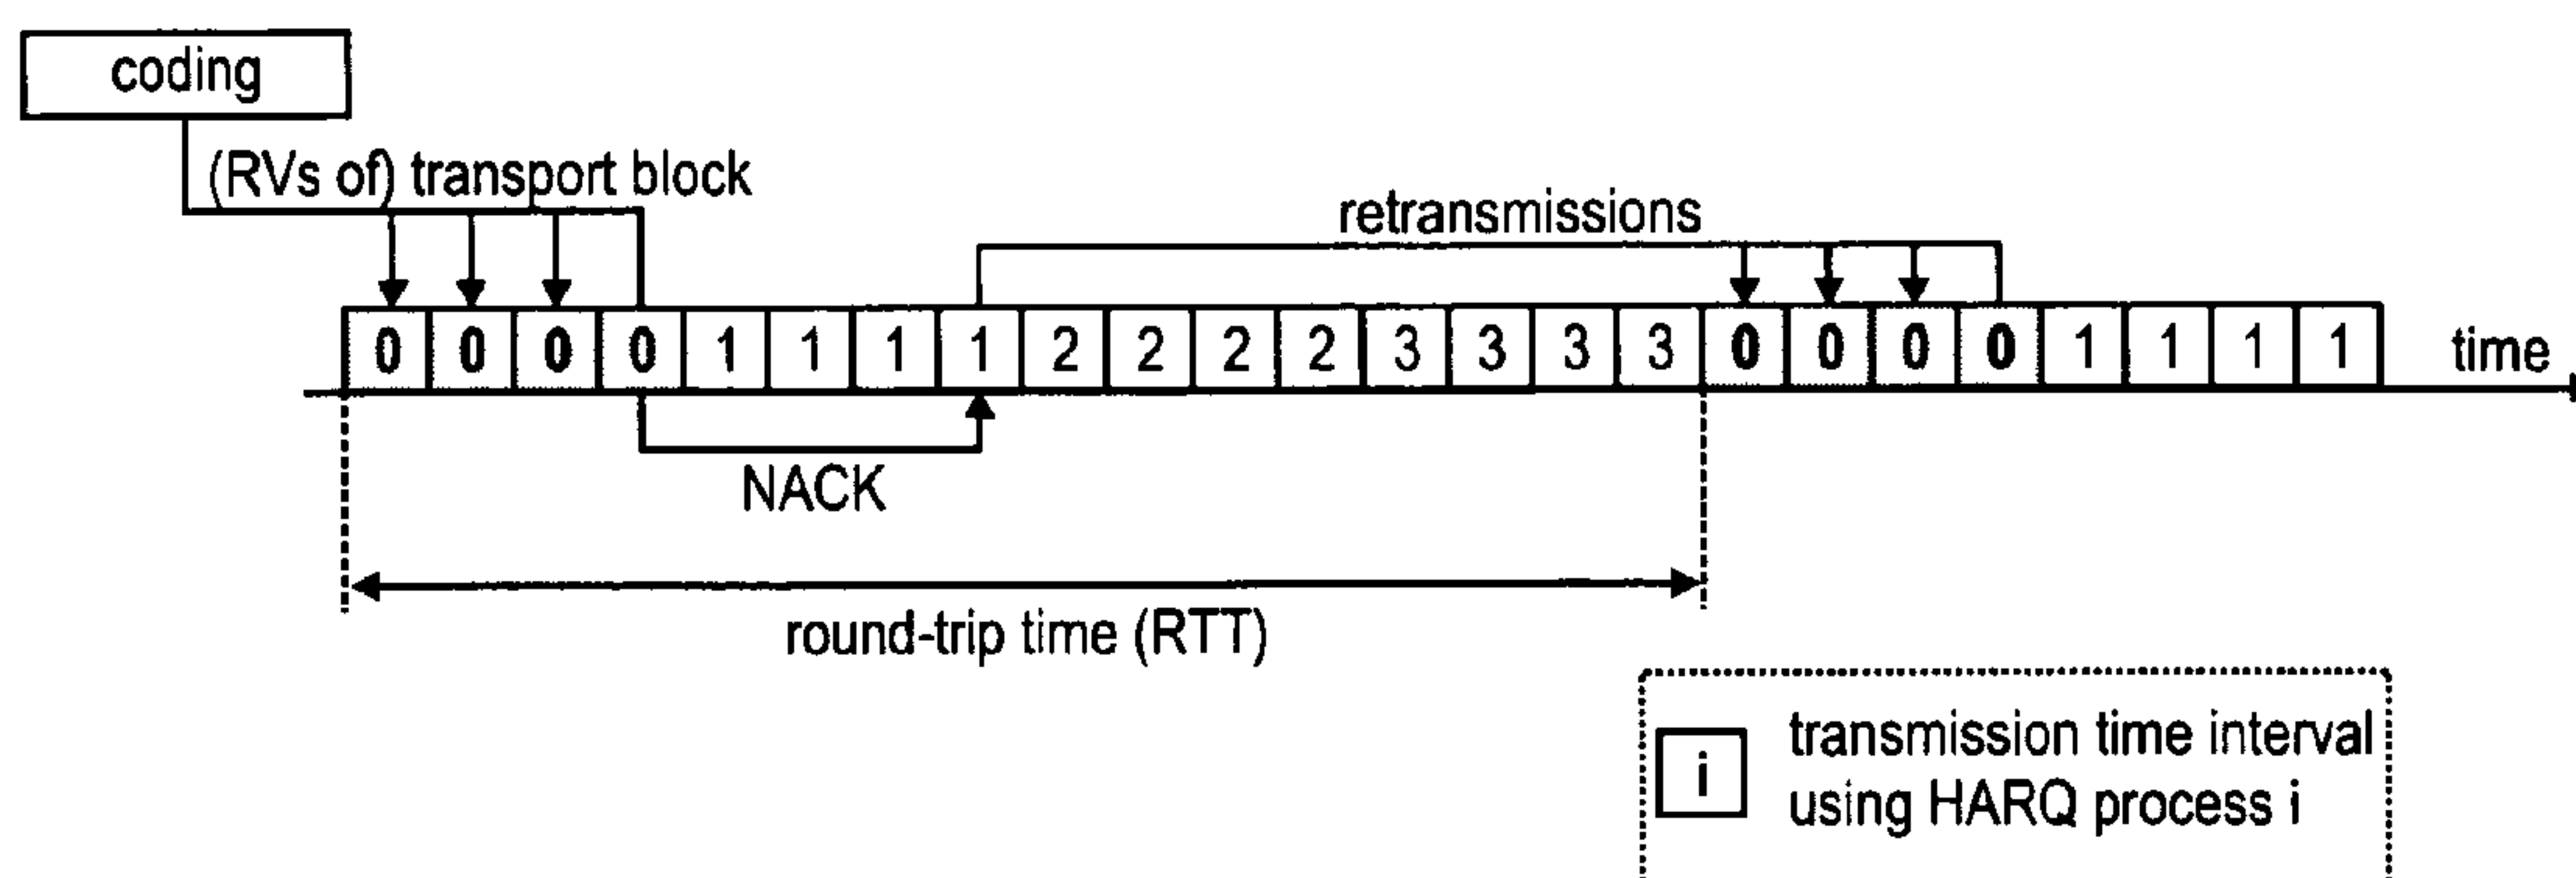 coding
(RVs of) transport block
retransmissions
0 0 0 0 1 1 1 1 2 2 2 2 3 3 3 3 0 0 0 0 1 1 1 1 time
NACK
round-trip time (RTT)
i transmission time interval
using HARQ process i